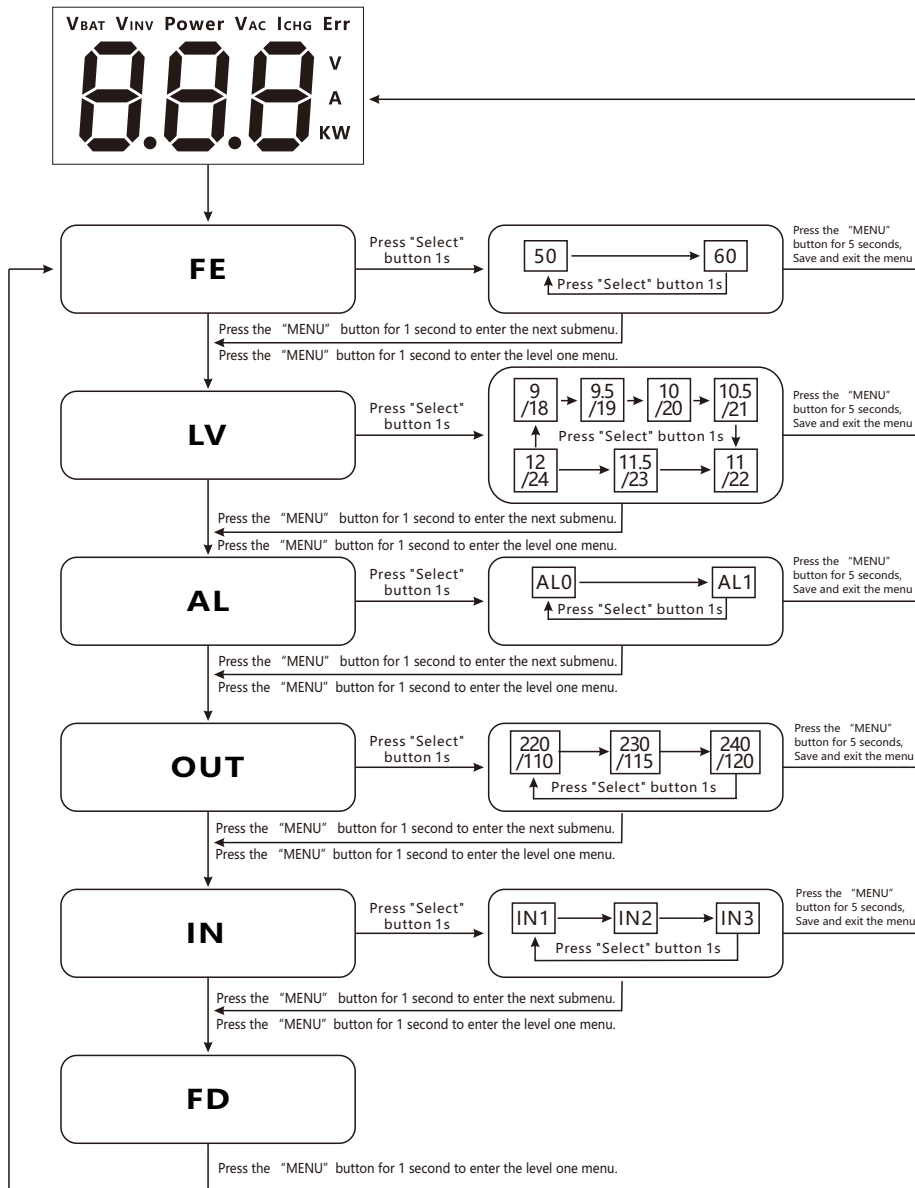 VBAT VINV Power VAC ICHG Err
8.8.8
V
A
KW
FE
Press "Select"
button 1s
50
60
Press "Select" button 1s
Press the “MENU”
button for 5 seconds,
Save and exit the menu
Press the “MENU” button for 1 second to enter the next submenu.
Press the “MENU” button for 1 second to enter the level one menu.
LV
Press "Select"
button 1s
9
/18
9.5
/19
10
/20
10.5
/21
Press "Select" button 1s
12
/24
11.5
/23
11
/22
Press the “MENU”
button for 5 seconds,
Save and exit the menu
Press the “MENU” button for 1 second to enter the next submenu.
Press the “MENU” button for 1 second to enter the level one menu.
AL
Press "Select"
button 1s
AL0
AL1
Press "Select" button 1s
Press the “MENU”
button for 5 seconds,
Save and exit the menu
Press the “MENU” button for 1 second to enter the next submenu.
Press the “MENU” button for 1 second to enter the level one menu.
OUT
Press "Select"
button 1s
220
/110
230
/115
240
/120
Press "Select" button 1s
Press the “MENU”
button for 5 seconds,
Save and exit the menu
Press the “MENU” button for 1 second to enter the next submenu.
Press the “MENU” button for 1 second to enter the level one menu.
IN
Press "Select"
button 1s
IN1
IN2
IN3
Press "Select" button 1s
Press the “MENU”
button for 5 seconds,
Save and exit the menu
Press the “MENU” button for 1 second to enter the next submenu.
Press the “MENU” button for 1 second to enter the level one menu.
FD
Press the “MENU” button for 1 second to enter the level one menu.